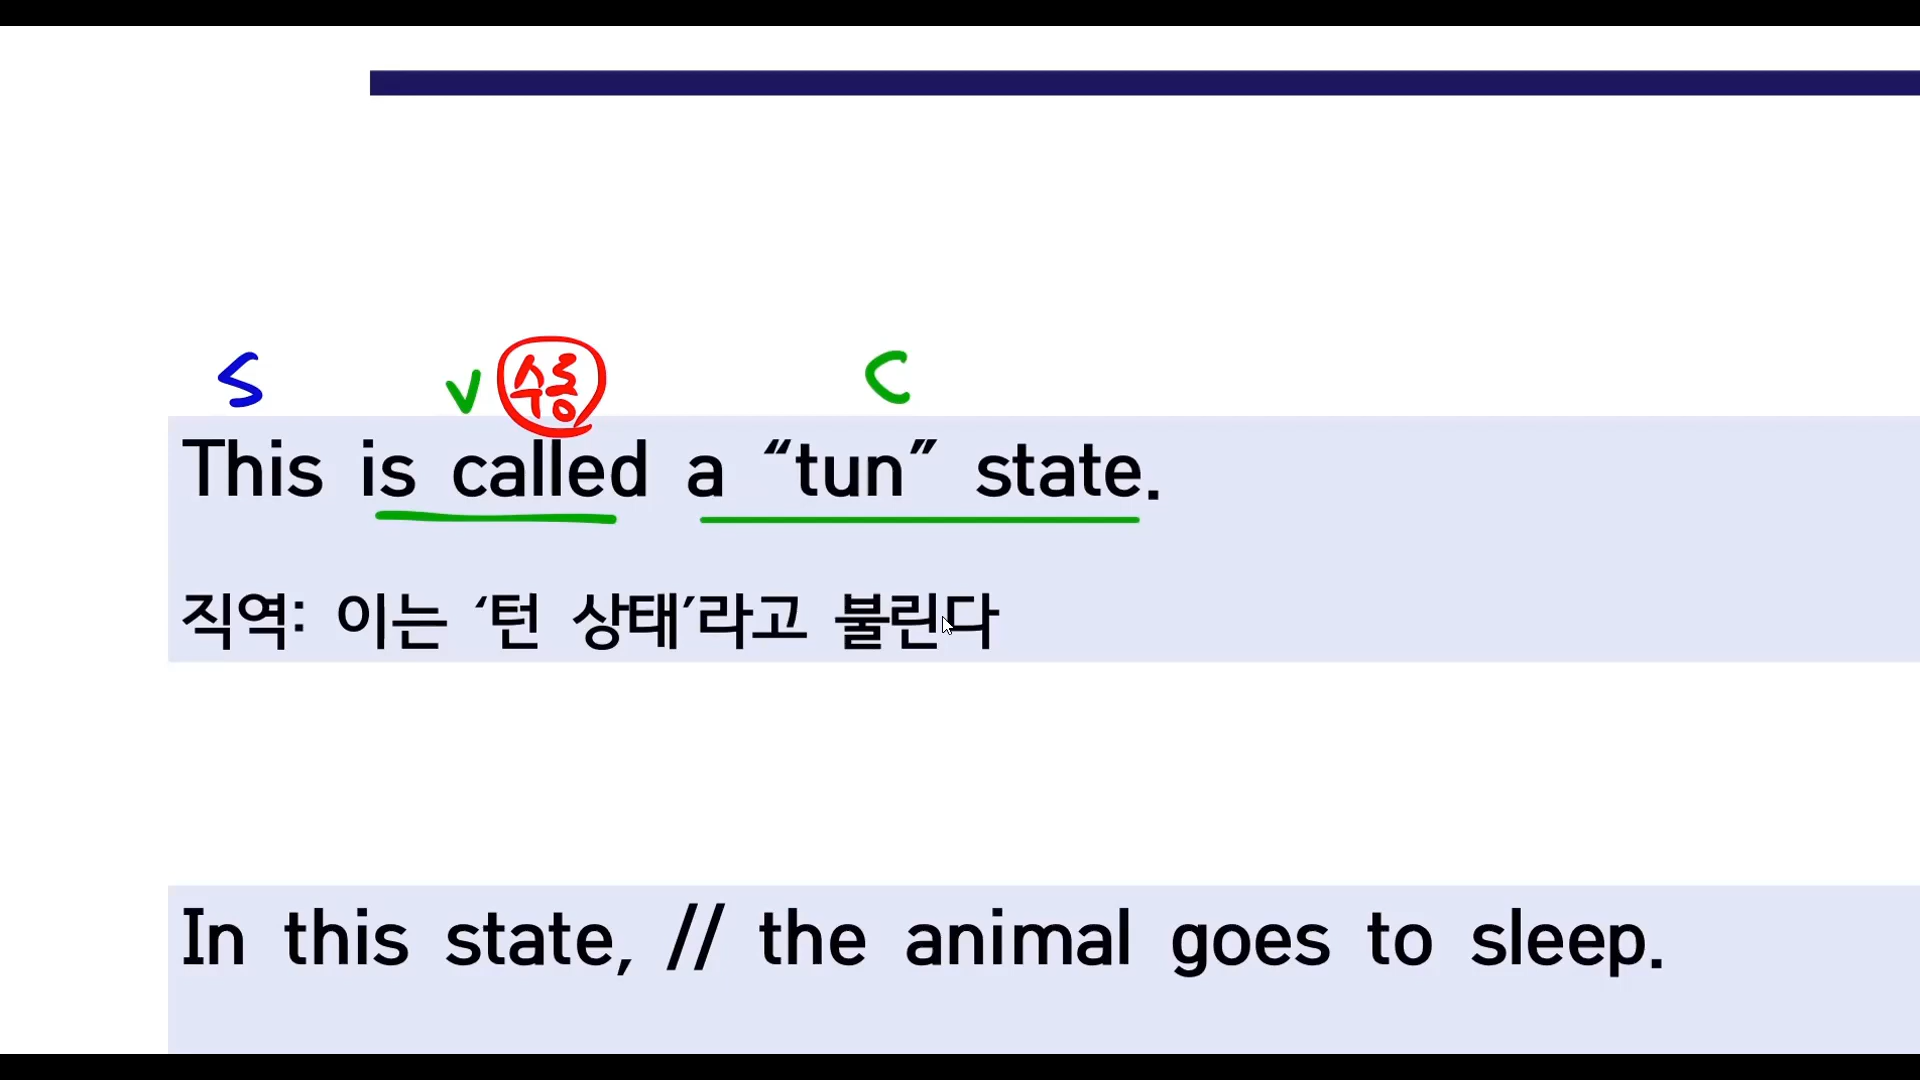 S V 수동 C
This is called a “tun” state.
직역: 이는 ‘턴 상태’라고 불린다
In this state, // the animal goes to sleep.